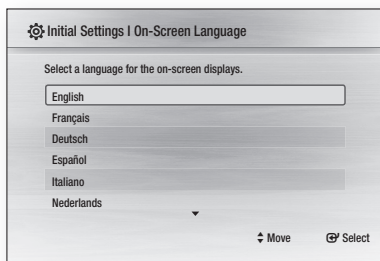 Initial Settings I On-Screen Language
Select a language for the on-screen displays.
English
Français
Deutsch
Español
Italiano
Nederlands
Move
Select